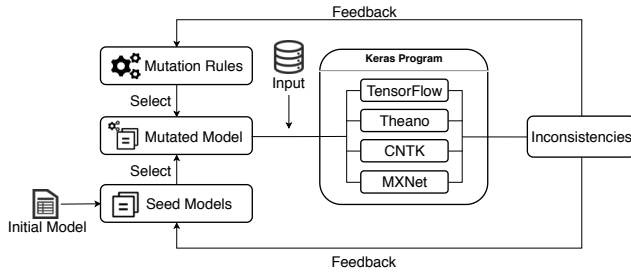 Feedback
Mutation Rules
Select
Mutated Model
Select
Seed Models
Initial Model
Input
Keras Program
TensorFlow
Theano
CNTK
MXNet
Inconsistencies
Feedback